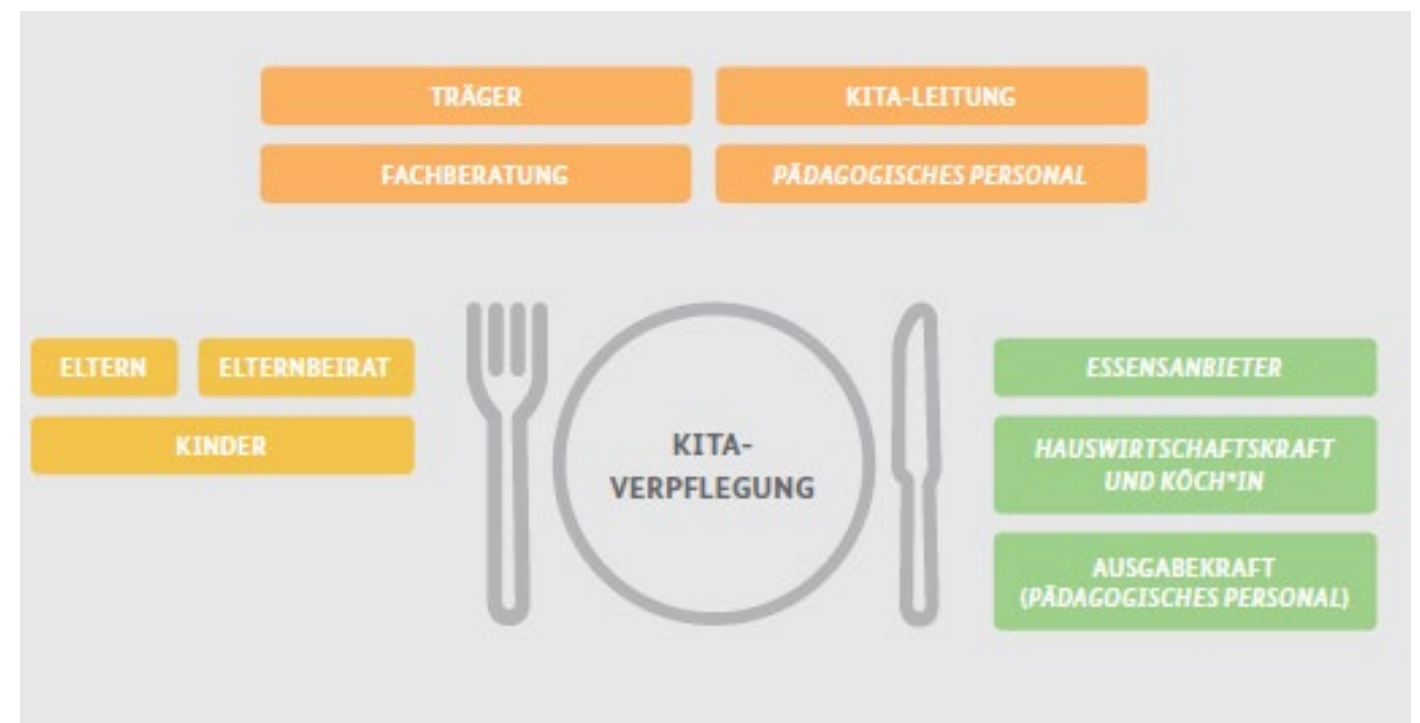 TRÄGER
KITA-LEITUNG
FACHBERATUNG
PÄDAGOGISCHES PERSONAL
ELTERN
ELTERNBEIRAT
KINDER
KITA-
VERPFLEGUNG
ESSENSANBIETER
HAUSWIRTSCHAFTSKRAFT
UND KÖCH*IN
AUSGABEKRAFT
(PÄDAGOGISCHES PERSONAL)